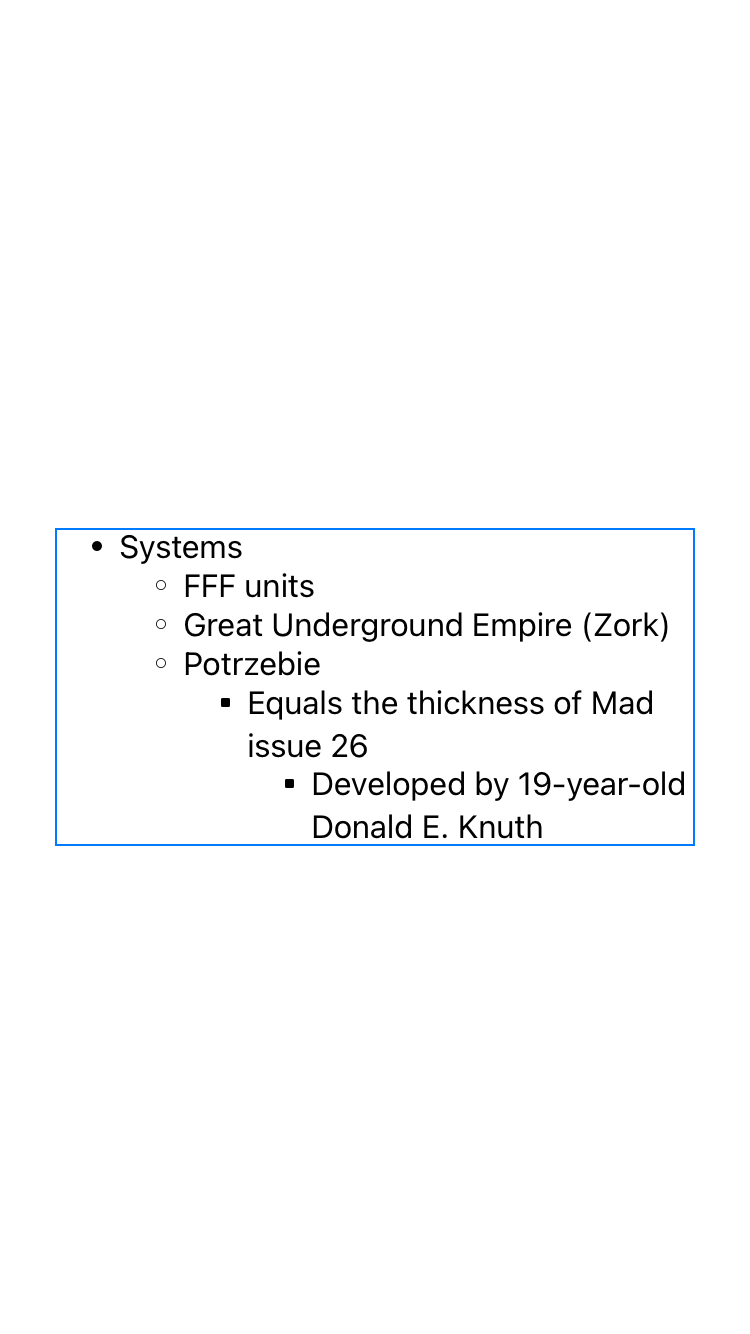 Systems
FFF units
Great Underground Empire (Zork)
Potrzebie
Equals the thickness of Mad
issue 26
Developed by 19-year-old
Donald E. Knuth